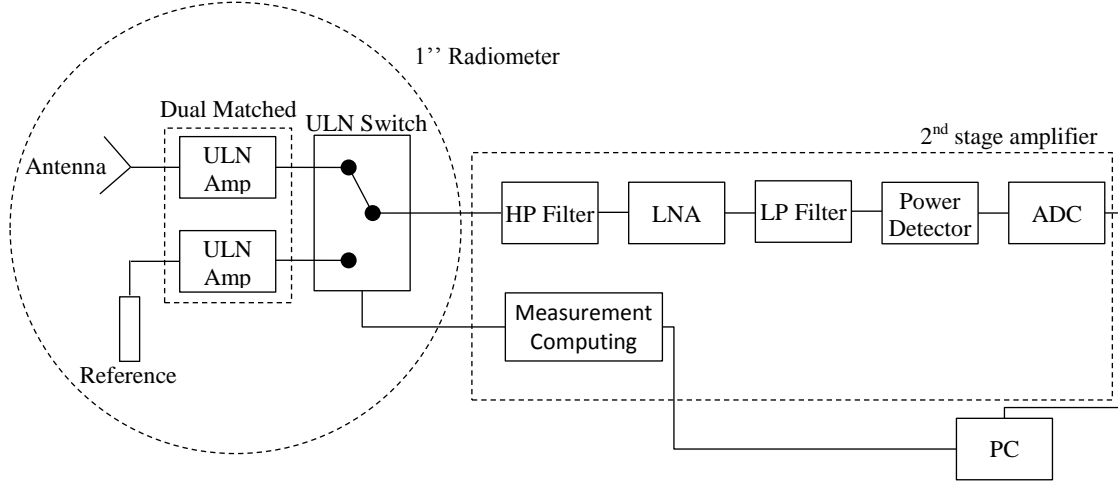 1’’ Radiometer
Dual Matched
ULN Switch
2nd stage amplifier
Antenna
ULN
Amp
HP Filter
LNA
LP Filter
Power
Detector
ADC
ULN
Amp
Measurement
Computing
Reference
PC